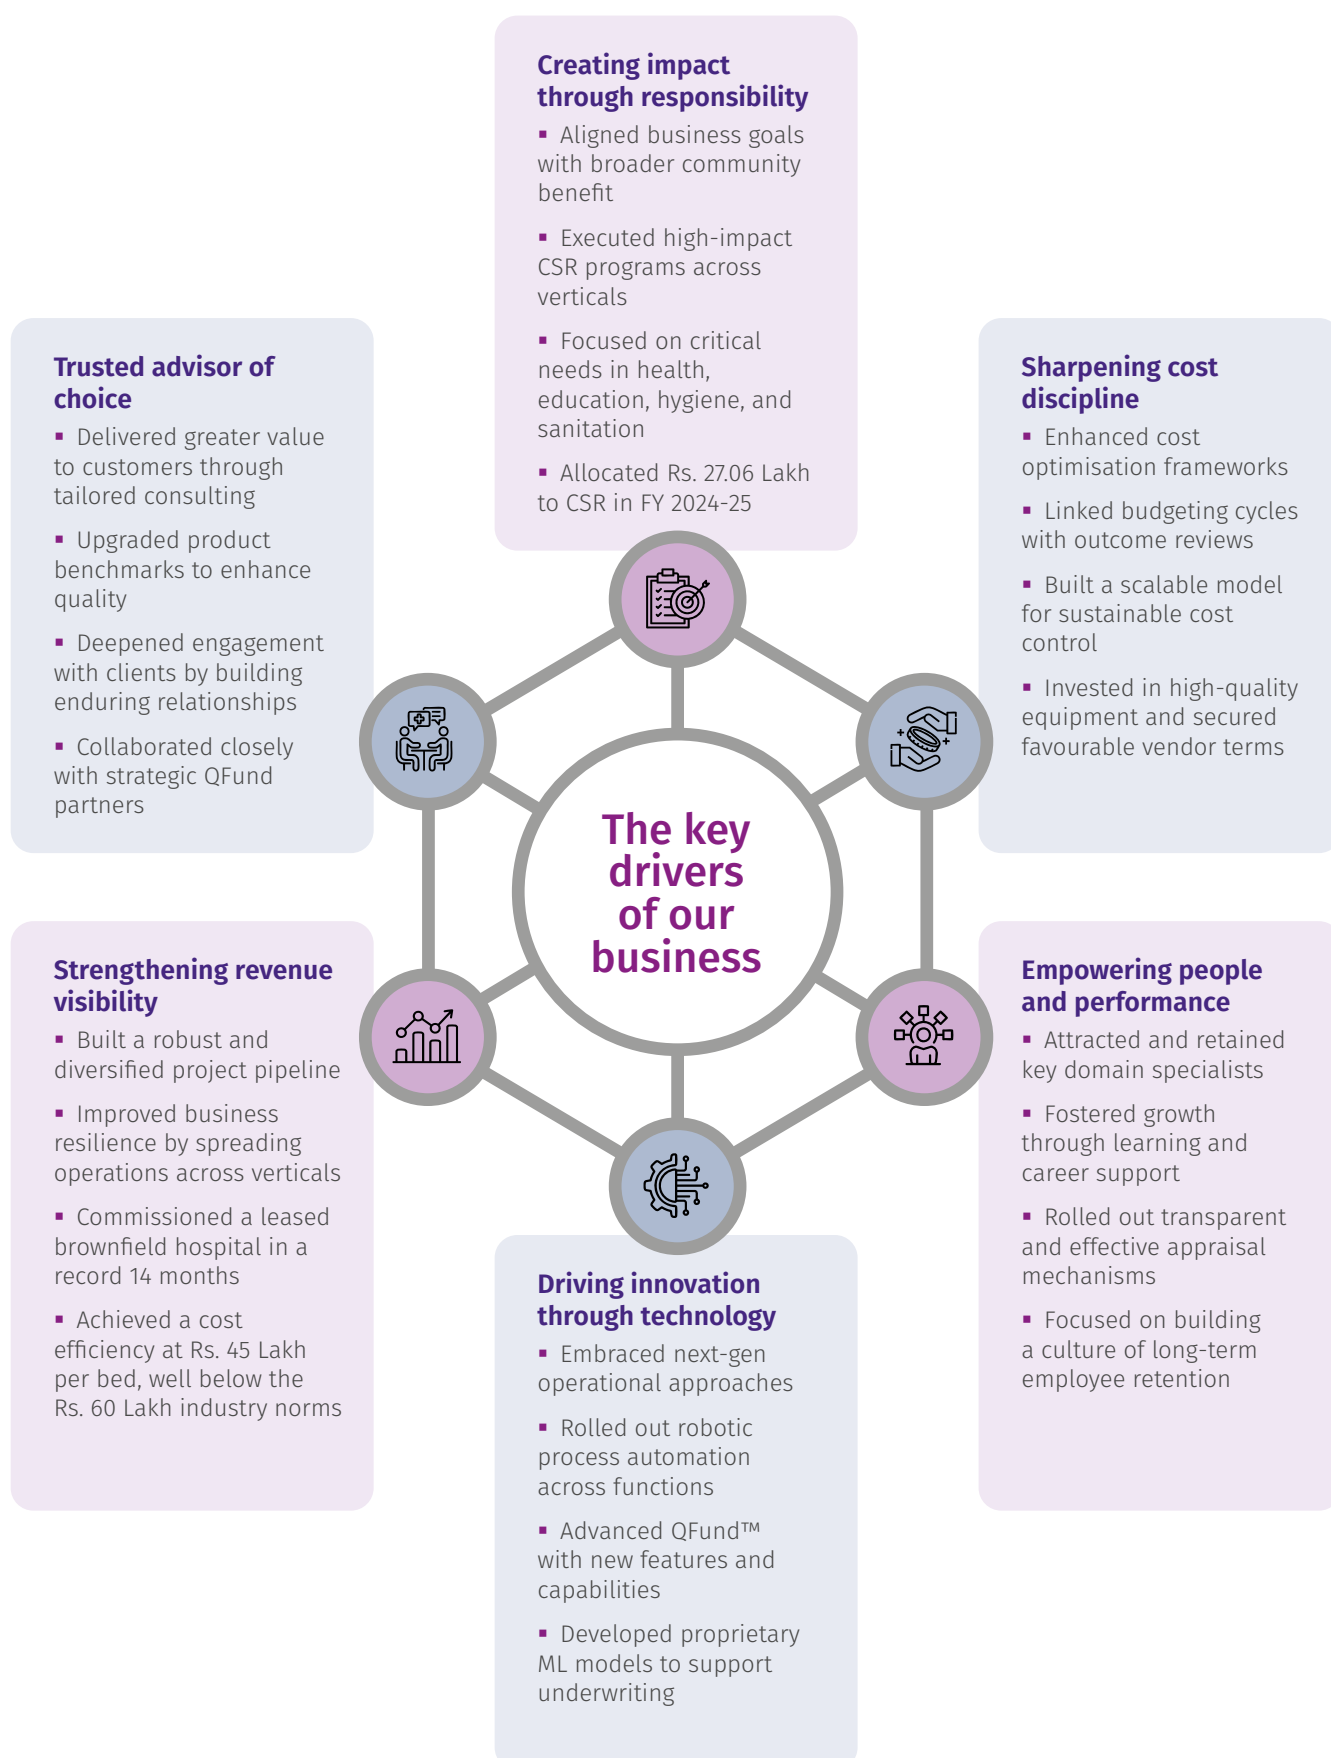 Creating impact
through responsibility
▪ Aligned business goals
with broader community
benefit
▪ Executed high-impact
CSR programs across
verticals
▪ Focused on critical
needs in health,
education, hygiene, and
sanitation
▪ Allocated Rs. 27.06 Lakh
to CSR in FY 2024-25
Trusted advisor of
choice
▪ Delivered greater value
to customers through
tailored consulting
▪ Upgraded product
benchmarks to enhance
quality
▪ Deepened engagement
with clients by building
enduring relationships
▪ Collaborated closely
with strategic QFund
partners
Sharpening cost
discipline
▪ Enhanced cost
optimisation frameworks
▪ Linked budgeting cycles
with outcome reviews
▪ Built a scalable model
for sustainable cost
control
▪ Invested in high-quality
equipment and secured
favourable vendor terms
The key
drivers
of our
business
Strengthening revenue
visibility
▪ Built a robust and
diversified project pipeline
▪ Improved business
resilience by spreading
operations across verticals
▪ Commissioned a leased
brownfield hospital in a
record 14 months
▪ Achieved a cost
efficiency at Rs. 45 Lakh
per bed, well below the
Rs. 60 Lakh industry norms
Empowering people
and performance
▪ Attracted and retained
key domain specialists
▪ Fostered growth
through learning and
career support
▪ Rolled out transparent
and effective appraisal
mechanisms
▪ Focused on building
a culture of long-term
employee retention
Driving innovation
through technology
▪ Embraced next-gen
operational approaches
▪ Rolled out robotic
process automation
across functions
▪ Advanced QFund™
with new features and
capabilities
▪ Developed proprietary
ML models to support
underwriting